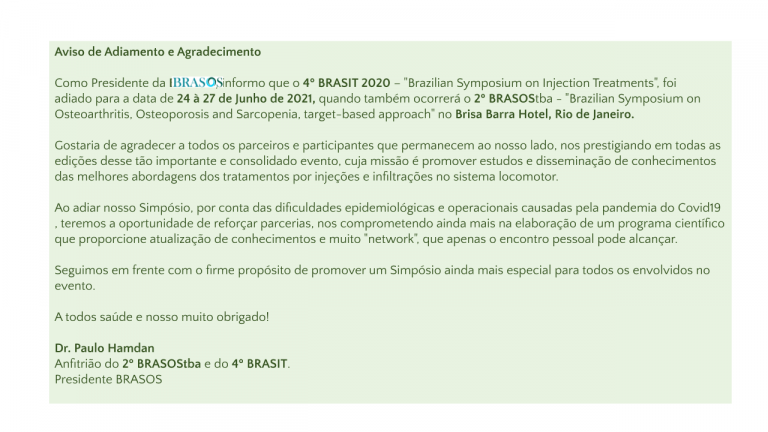 Aviso de Adiamento e Agradecimento
Como Presidente da BRASOS, informo que o 4º BRASIT 2020 – "Brazilian Symposium on Injection Treatments", foi
adiado para a data de 24 à 27 de Junho de 2021, quando também ocorrerá o 2º BRASOStba - "Brazilian Symposium on
Osteoarthritis, Osteoporosis and Sarcopenia, target-based approach" no Brisa Barra Hotel, Rio de Janeiro.
Gostaria de agradecer a todos os parceiros e participantes que permanecem ao nosso lado, nos prestigiando em todas as
edições desse tão importante e consolidado evento, cuja missão é promover estudos e disseminação de conhecimentos
das melhores abordagens dos tratamentos por injeções e infiltrações no sistema locomotor.
Ao adiar nosso Simpósio, por conta das dificuldades epidemiológicas e operacionais causadas pela pandemia do Covid19
, teremos a oportunidade de reforçar parcerias, nos comprometendo ainda mais na elaboração de um programa científico
que proporcione atualização de conhecimentos e muito "network", que apenas o encontro pessoal pode alcançar.
Seguimos em frente com o firme propósito de promover um Simpósio ainda mais especial para todos os envolvidos no
evento.
A todos saúde e nosso muito obrigado!
Dr. Paulo Hamdan
Anfitrião do 2º BRASOStba e do 4º BRASIT.
Presidente BRASOS